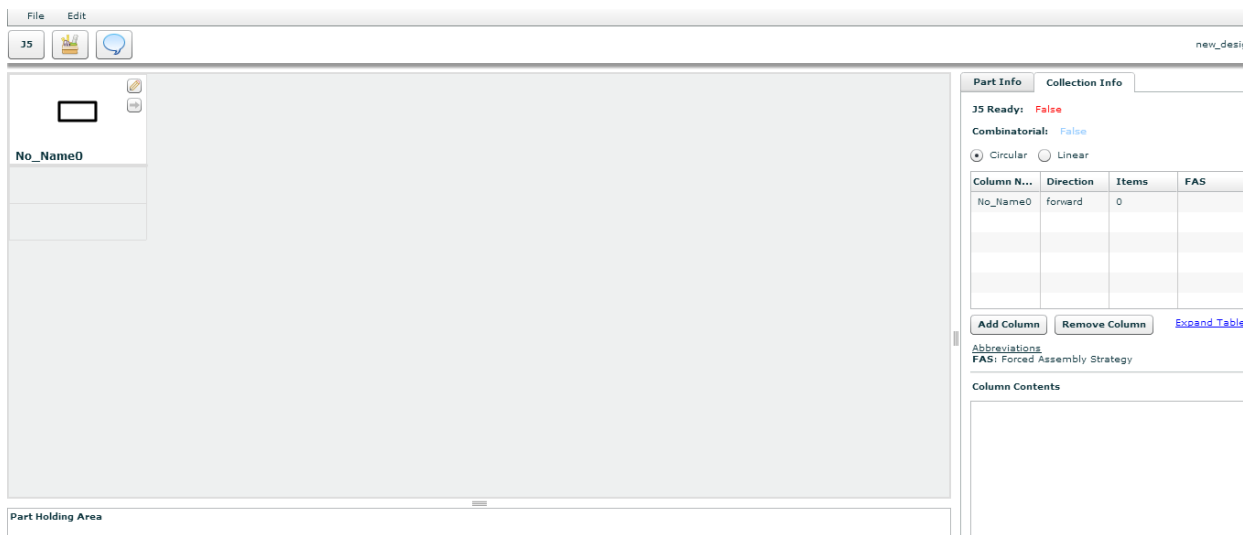 File Edit
J5
new_desi
No_Name0
Part Info Collection Info
J5 Ready: False
Combinatorial: False
Circular Linear
Column N... Direction Items FAS
No_Name0 forward 0
Add Column Remove Column Expand Table
Abbreviations
FAS: Forced Assembly Strategy
Column Contents
Part Holding Area